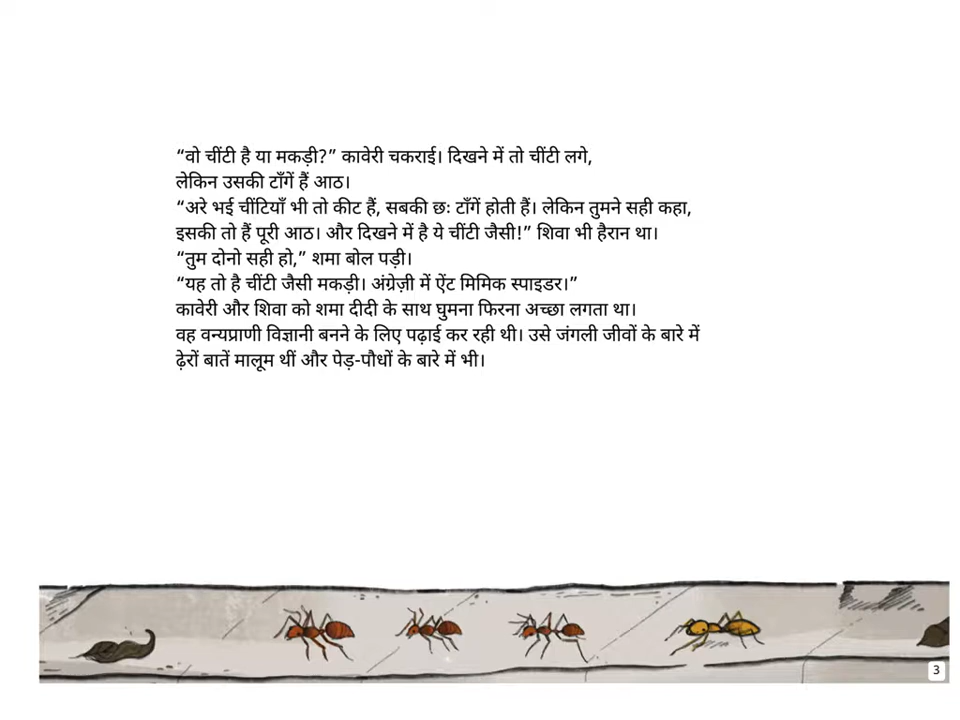 “वो चींटी है या मकड़ी?” कावेरी चकराई। दिखने में तो चींटी लगे,
लेकिन उसकी टाँगें हैं आठ।
“अरे भई चींटियाँ भी तो कीट हैं, सबकी छः टाँगें होती हैं। लेकिन तुमने सही कहा,
इसकी तो हैं पूरी आठ। और दिखने में है ये चींटी जैसी!” शिवा भी हैरान था।
“तुम दोनो सही हो,” शमा बोल पड़ी।
“यह तो है चींटी जैसी मकड़ी। अंग्रेज़ी में ऐंट मिमिक स्पाइडर।”
कावेरी और शिवा को शमा दीदी के साथ घुमना फिरना अच्छा लगता था।
वह वन्यप्राणी विज्ञानी बनने के लिए पढ़ाई कर रही थी। उसे जंगली जीवों के बारे में
ढ़ेरों बातें मालूम थीं और पेड़-पौधों के बारे में भी।
3